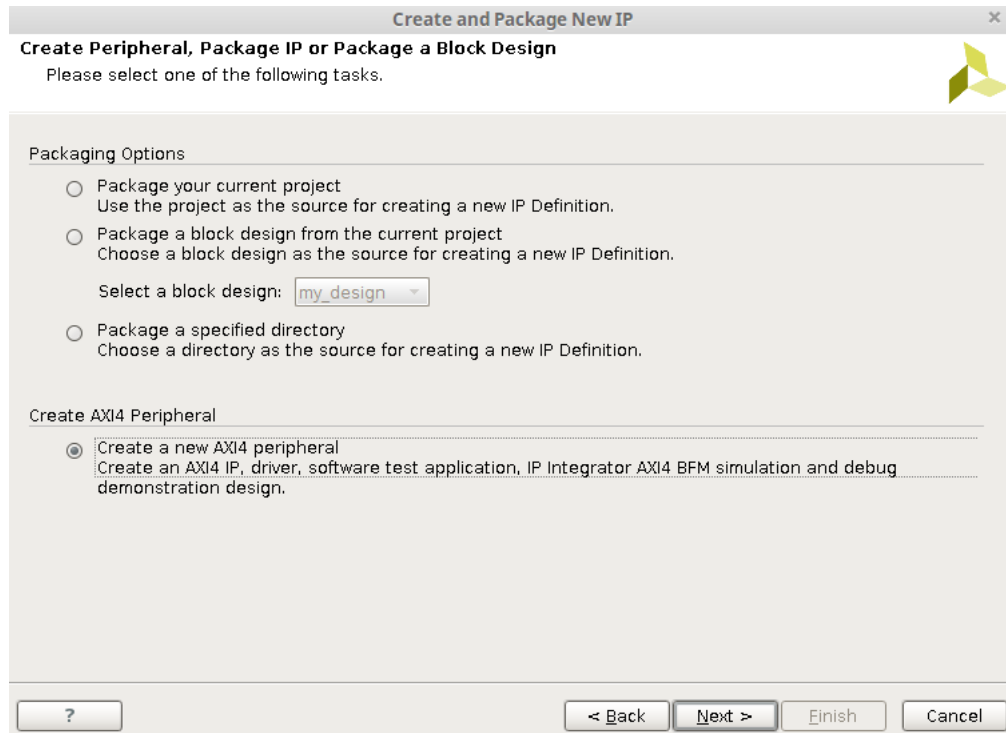 Create and Package New IP
Create Peripheral, Package IP or Package a Block Design
Please select one of the following tasks.
Packaging Options
Package your current project
Use the project as the source for creating a new IP Definition.
Package a block design from the current project
Choose a block design as the source for creating a new IP Definition.
Select a block design: my_design
Package a specified directory
Choose a directory as the source for creating a new IP Definition.
Create AXI4 Peripheral
Create a new AXI4 peripheral
Create an AXI4 IP, driver, software test application, IP Integrator AXI4 BFM simulation and debug
demonstration design.
? < Back Next > Finish Cancel